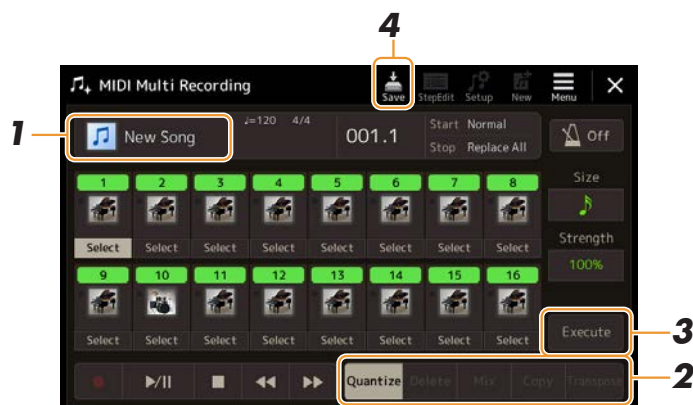 4
MIDI Multi Recording
Save StepEdit Setup New Menu
1
New Song
♩=120 4/4
001.1
Start Normal
Stop Replace All
Off
1 2 3 4 5 6 7 8
Size
Select Select Select Select Select Select Select Select
Strength
100%
9 10 11 12 13 14 15 16
Select Select Select Select Select Select Select Select
Execute
3
Quantize Delete Mix Copy Transpose
2